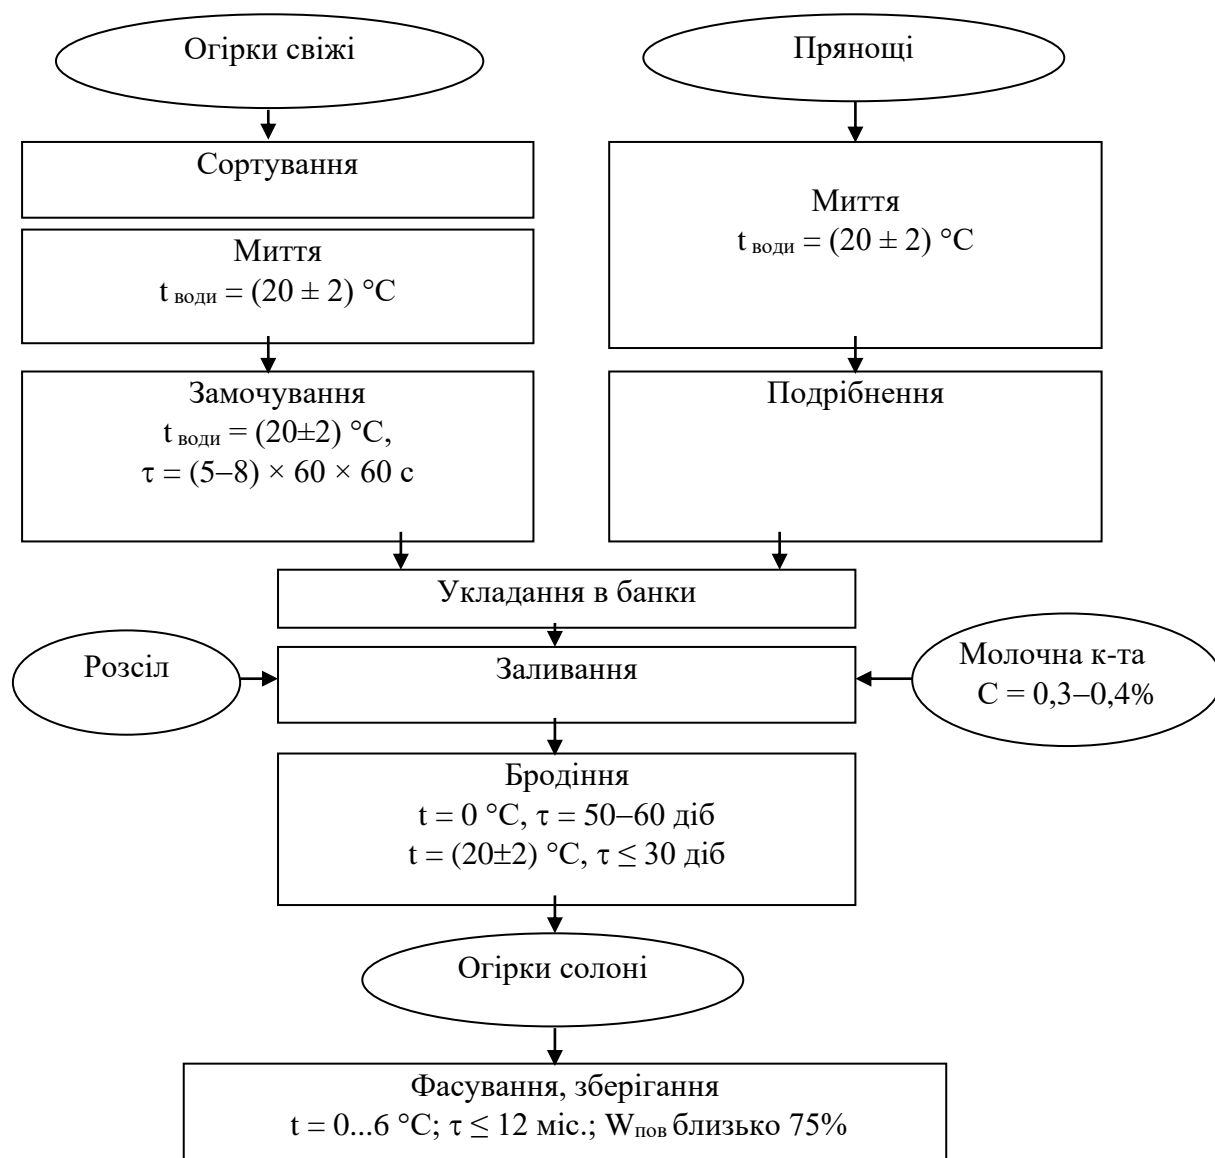 Огірки свіжі
Прянощі
Сортування
Миття
t води = (20 ± 2) °С
Миття
t води = (20 ± 2) °С
Замочування
t води = (20±2) °С,
τ = (5–8) × 60 × 60 с
Подрібнення
Укладання в банки
Розсіл
Заливання
Молочна к-та
С = 0,3–0,4%
Бродіння
t = 0 °С, τ = 50–60 діб
t = (20±2) °С, τ ≤ 30 діб
Огірки солоні
Фасування, зберігання
t = 0...6 °С; τ ≤ 12 міс.; Wпов близько 75%